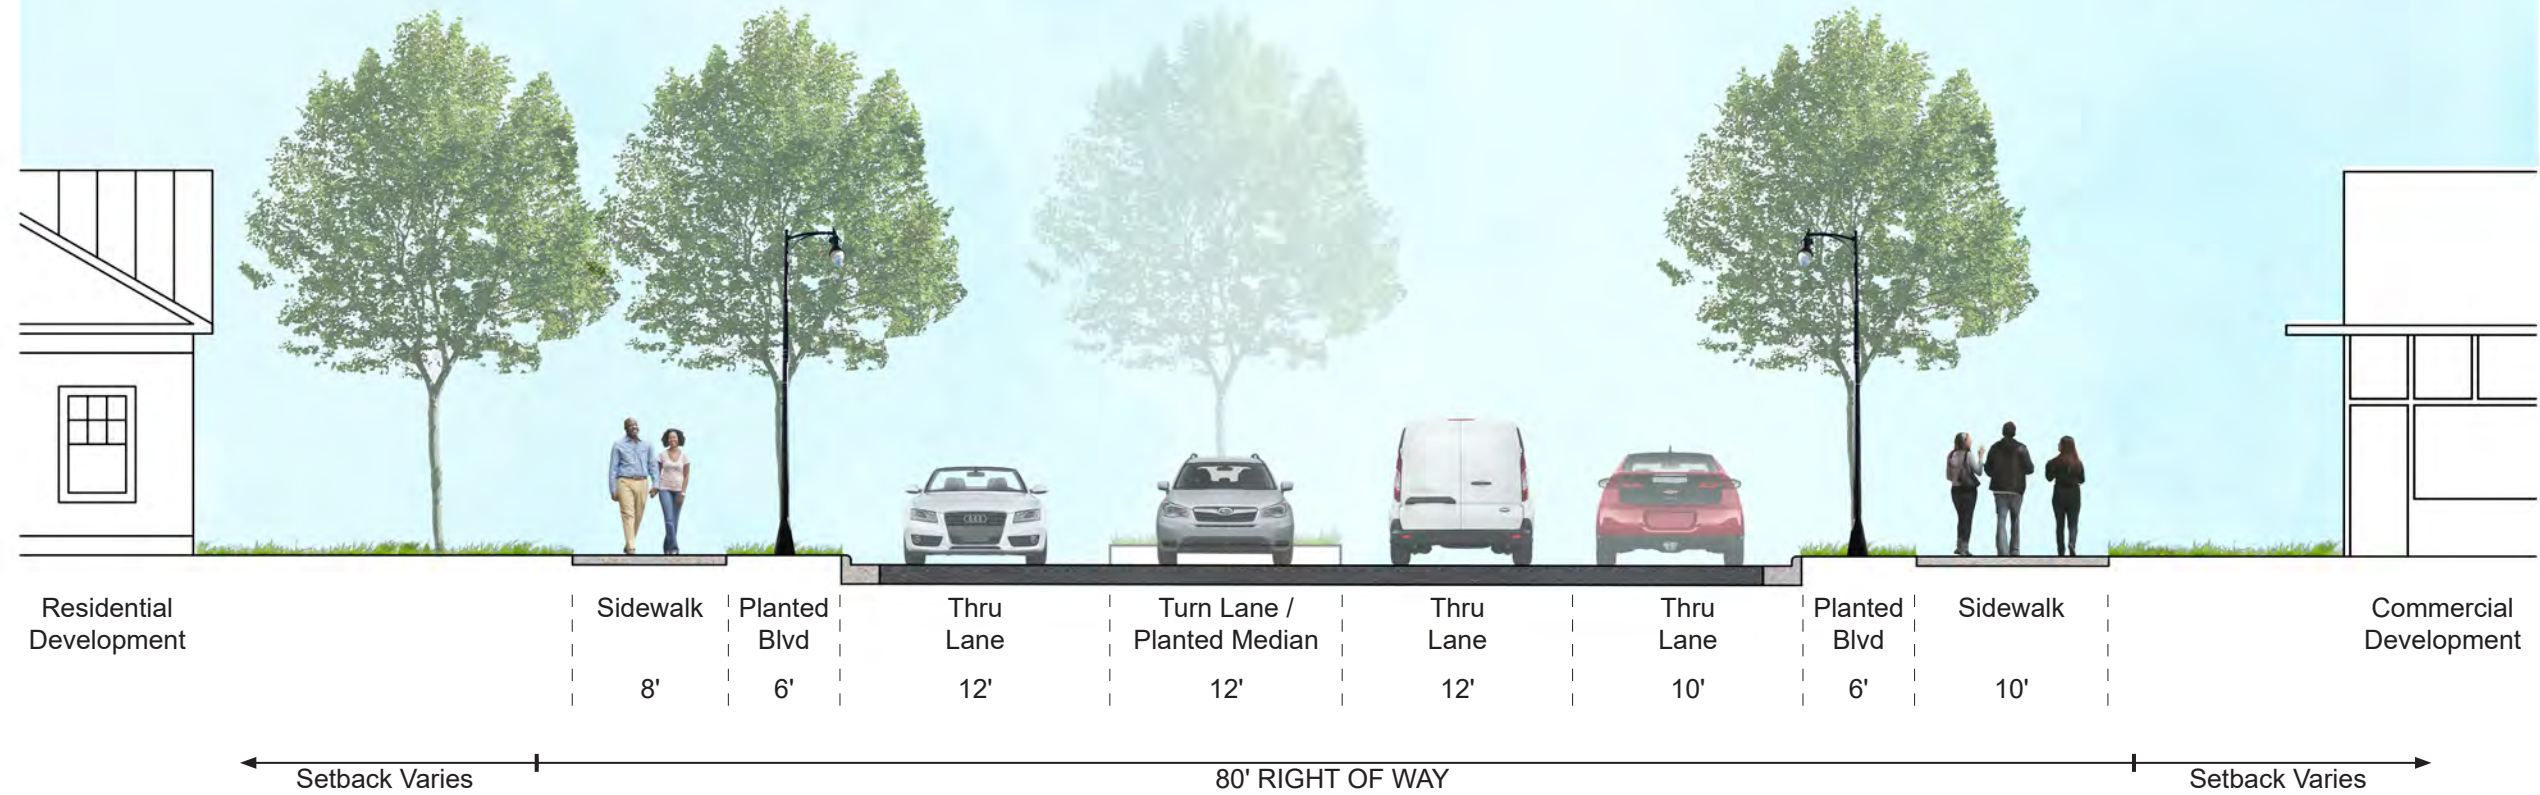 Residential
Development
Sidewalk
8'
Planted
Blvd
6'
Thru
Lane
12'
Turn Lane /
Planted Median
12'
Thru
Lane
12'
Thru
Lane
10'
Planted
Blvd
6'
Sidewalk
10'
Commercial
Development
Setback Varies
80' RIGHT OF WAY
Setback Varies